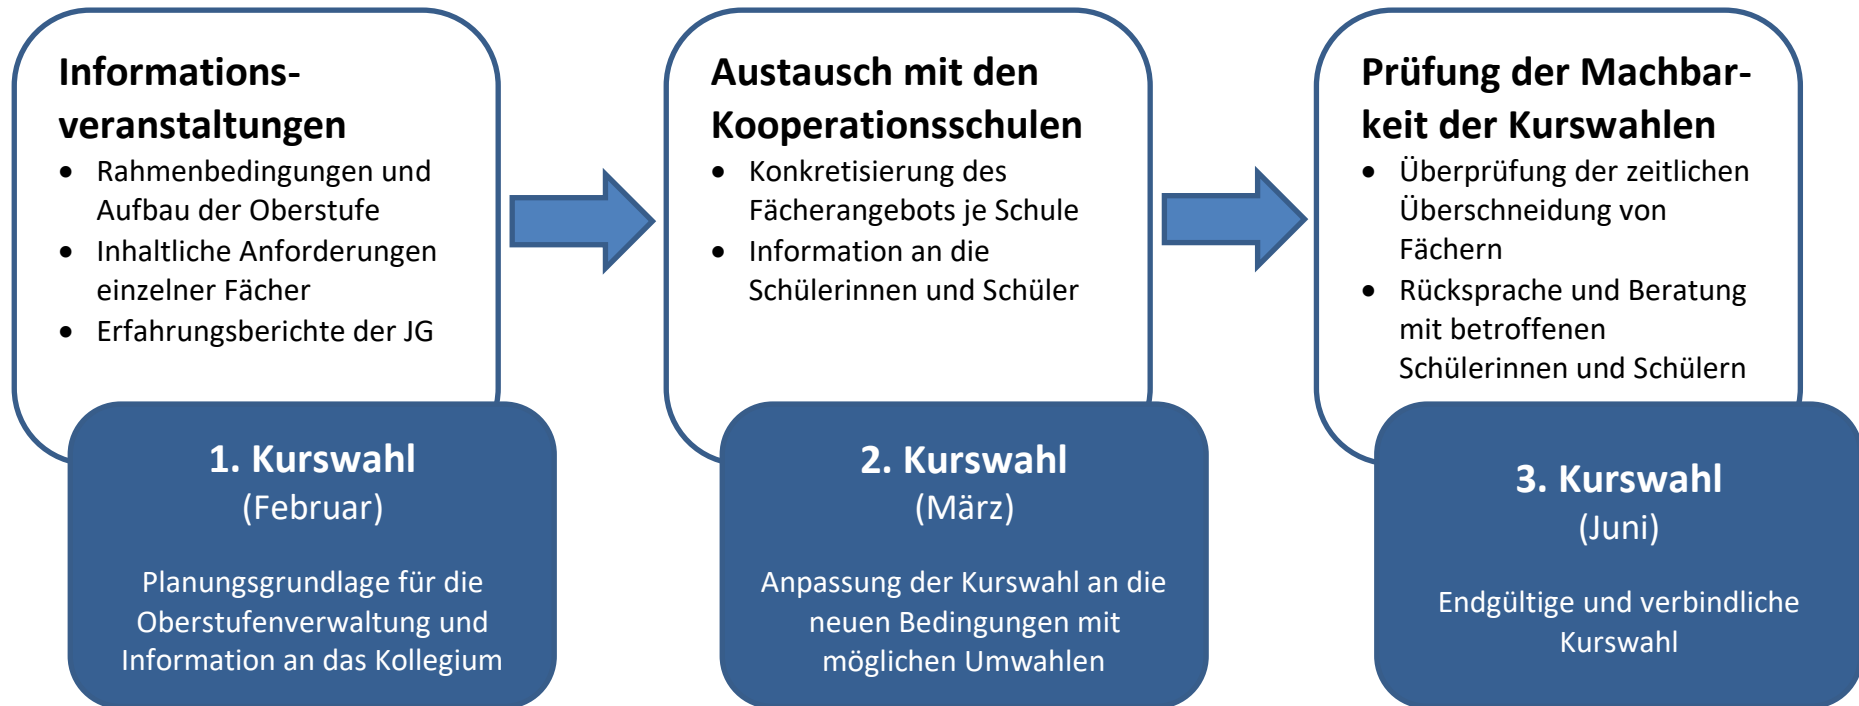 Informations-
veranstaltungen
• Rahmenbedingungen und
Aufbau der Oberstufe
• Inhaltliche Anforderungen
einzelner Fächer
• Erfahrungsberichte der JG
1. Kurswahl
(Februar)
Planungsgrundlage für die
Oberstufenverwaltung und
Information an das Kollegium
Austausch mit den
Kooperationsschulen
• Konkretisierung des
Fächerangebots je Schule
• Information an die
Schülerinnen und Schüler
2. Kurswahl
(März)
Anpassung der Kurswahl an die
neuen Bedingungen mit
möglichen Umwahlen
Prüfung der Machbar-
keit der Kurswahlen
• Überprüfung der zeitlichen
Überschneidung von
Fächern
• Rücksprache und Beratung
mit betroffenen
Schülerinnen und Schülern
3. Kurswahl
(Juni)
Endgültige und verbindliche
Kurswahl